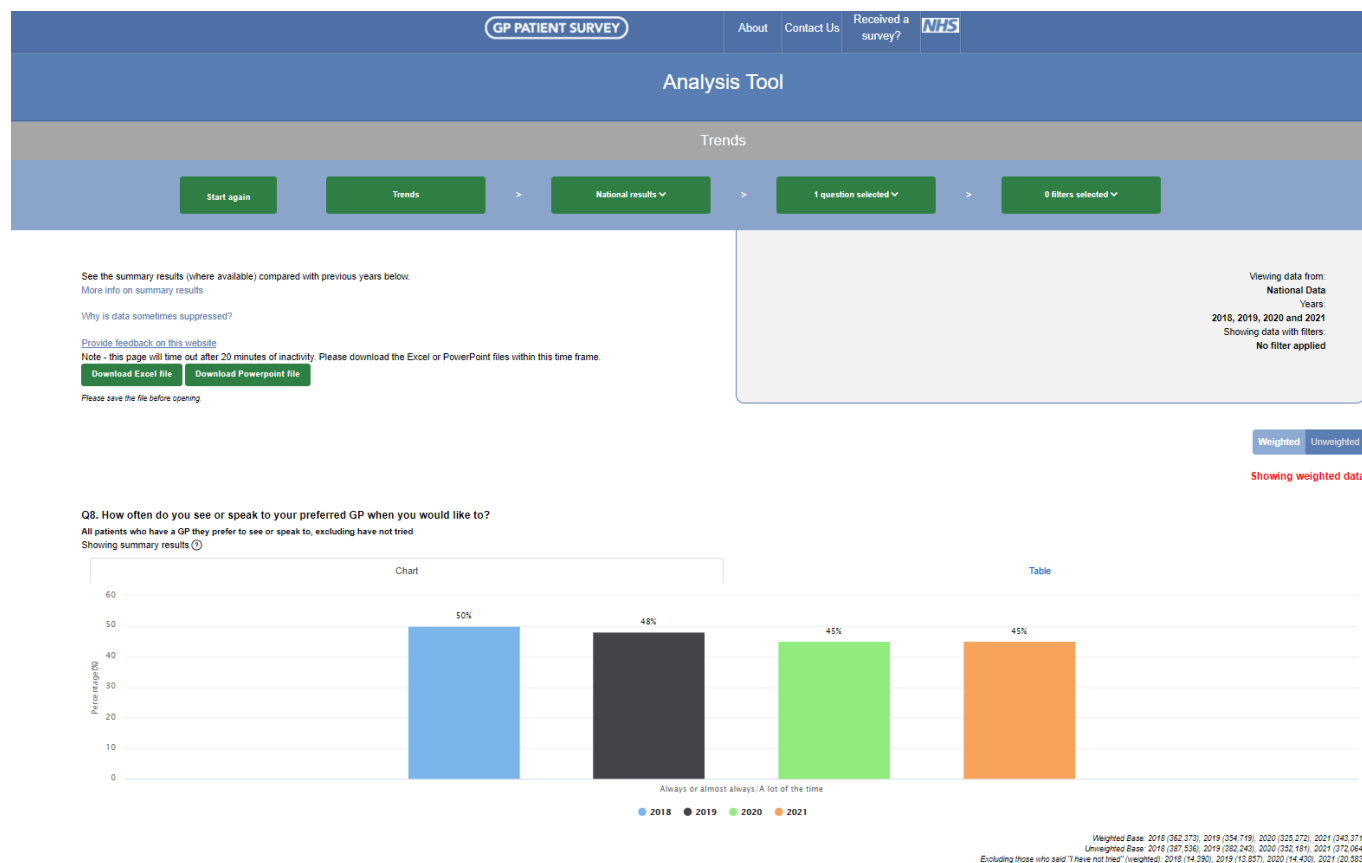 GP PATIENT SURVEY
About
Contact Us
Received a
survey?
NHS
Analysis Tool
Trends
Start again
Trends
>
National results
>
1 question selected
>
0 filters selected
See the summary results (where available) compared with previous years below.
More info on summary results
Why is data sometimes suppressed?
Provide feedback on this website
Note - this page will time out after 20 minutes of inactivity. Please download the Excel or PowerPoint files within this time frame.
Download Excel file
Download Powerpoint file
Please save the file before opening.
Viewing data from:
National Data
Years:
2018, 2019, 2020 and 2021
Showing data with filters:
No filter applied
Weighted
Unweighted
Showing weighted data
Q8. How often do you see or speak to your preferred GP when you would like to?
All patients who have a GP they prefer to see or speak to, excluding have not tried
Showing summary results ?
Chart
Table
Percentage(%)
60
50
40
30
20
10
0
50%
48%
45%
45%
Always or almost always/A lot of the time
2018
2019
2020
2021
Weighted Base: 2018 (362,373), 2019 (354,719), 2020 (325,272), 2021 (343,371
Unweighted Base: 2018 (387,536), 2019 (382,243), 2020 (352,181), 2021 (372,064
Excluding those who said "I have not tried" (weighted): 2018 (14,390), 2019 (13,857), 2020 (14,430), 2021 (20,583